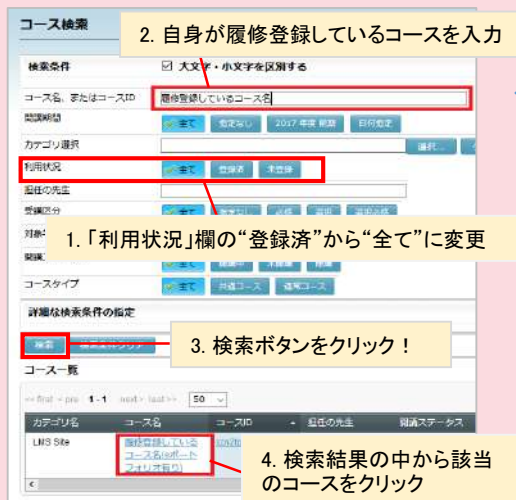 コース検索
2. 自身が履修登録しているコースを入力
検索条件 ☑ 大文字・小文字を区別する
コース名、またはコースID 履修登録しているコース名
開講期間 全て 指定なし 2017 年度 前期 日付指定
カテゴリ選択 選択...
利用状況 全て 登録済 未登録
担任の先生
受講区分 全て
1. 「利用状況」欄の“登録済”から“全て”に変更
コースタイプ 全て 共通コース 通常コース
詳細な検索条件の指定
検索
3. 検索ボタンをクリック！
コース一覧
<< first < pre 1-1 next > last >> 50
カテゴリ名 コース名 コースID 担任の先生 開講ステータス
LMS Site 履修登録している
コース名(eポート
フォリオ有り)
4. 検索結果の中から該当
のコースをクリック